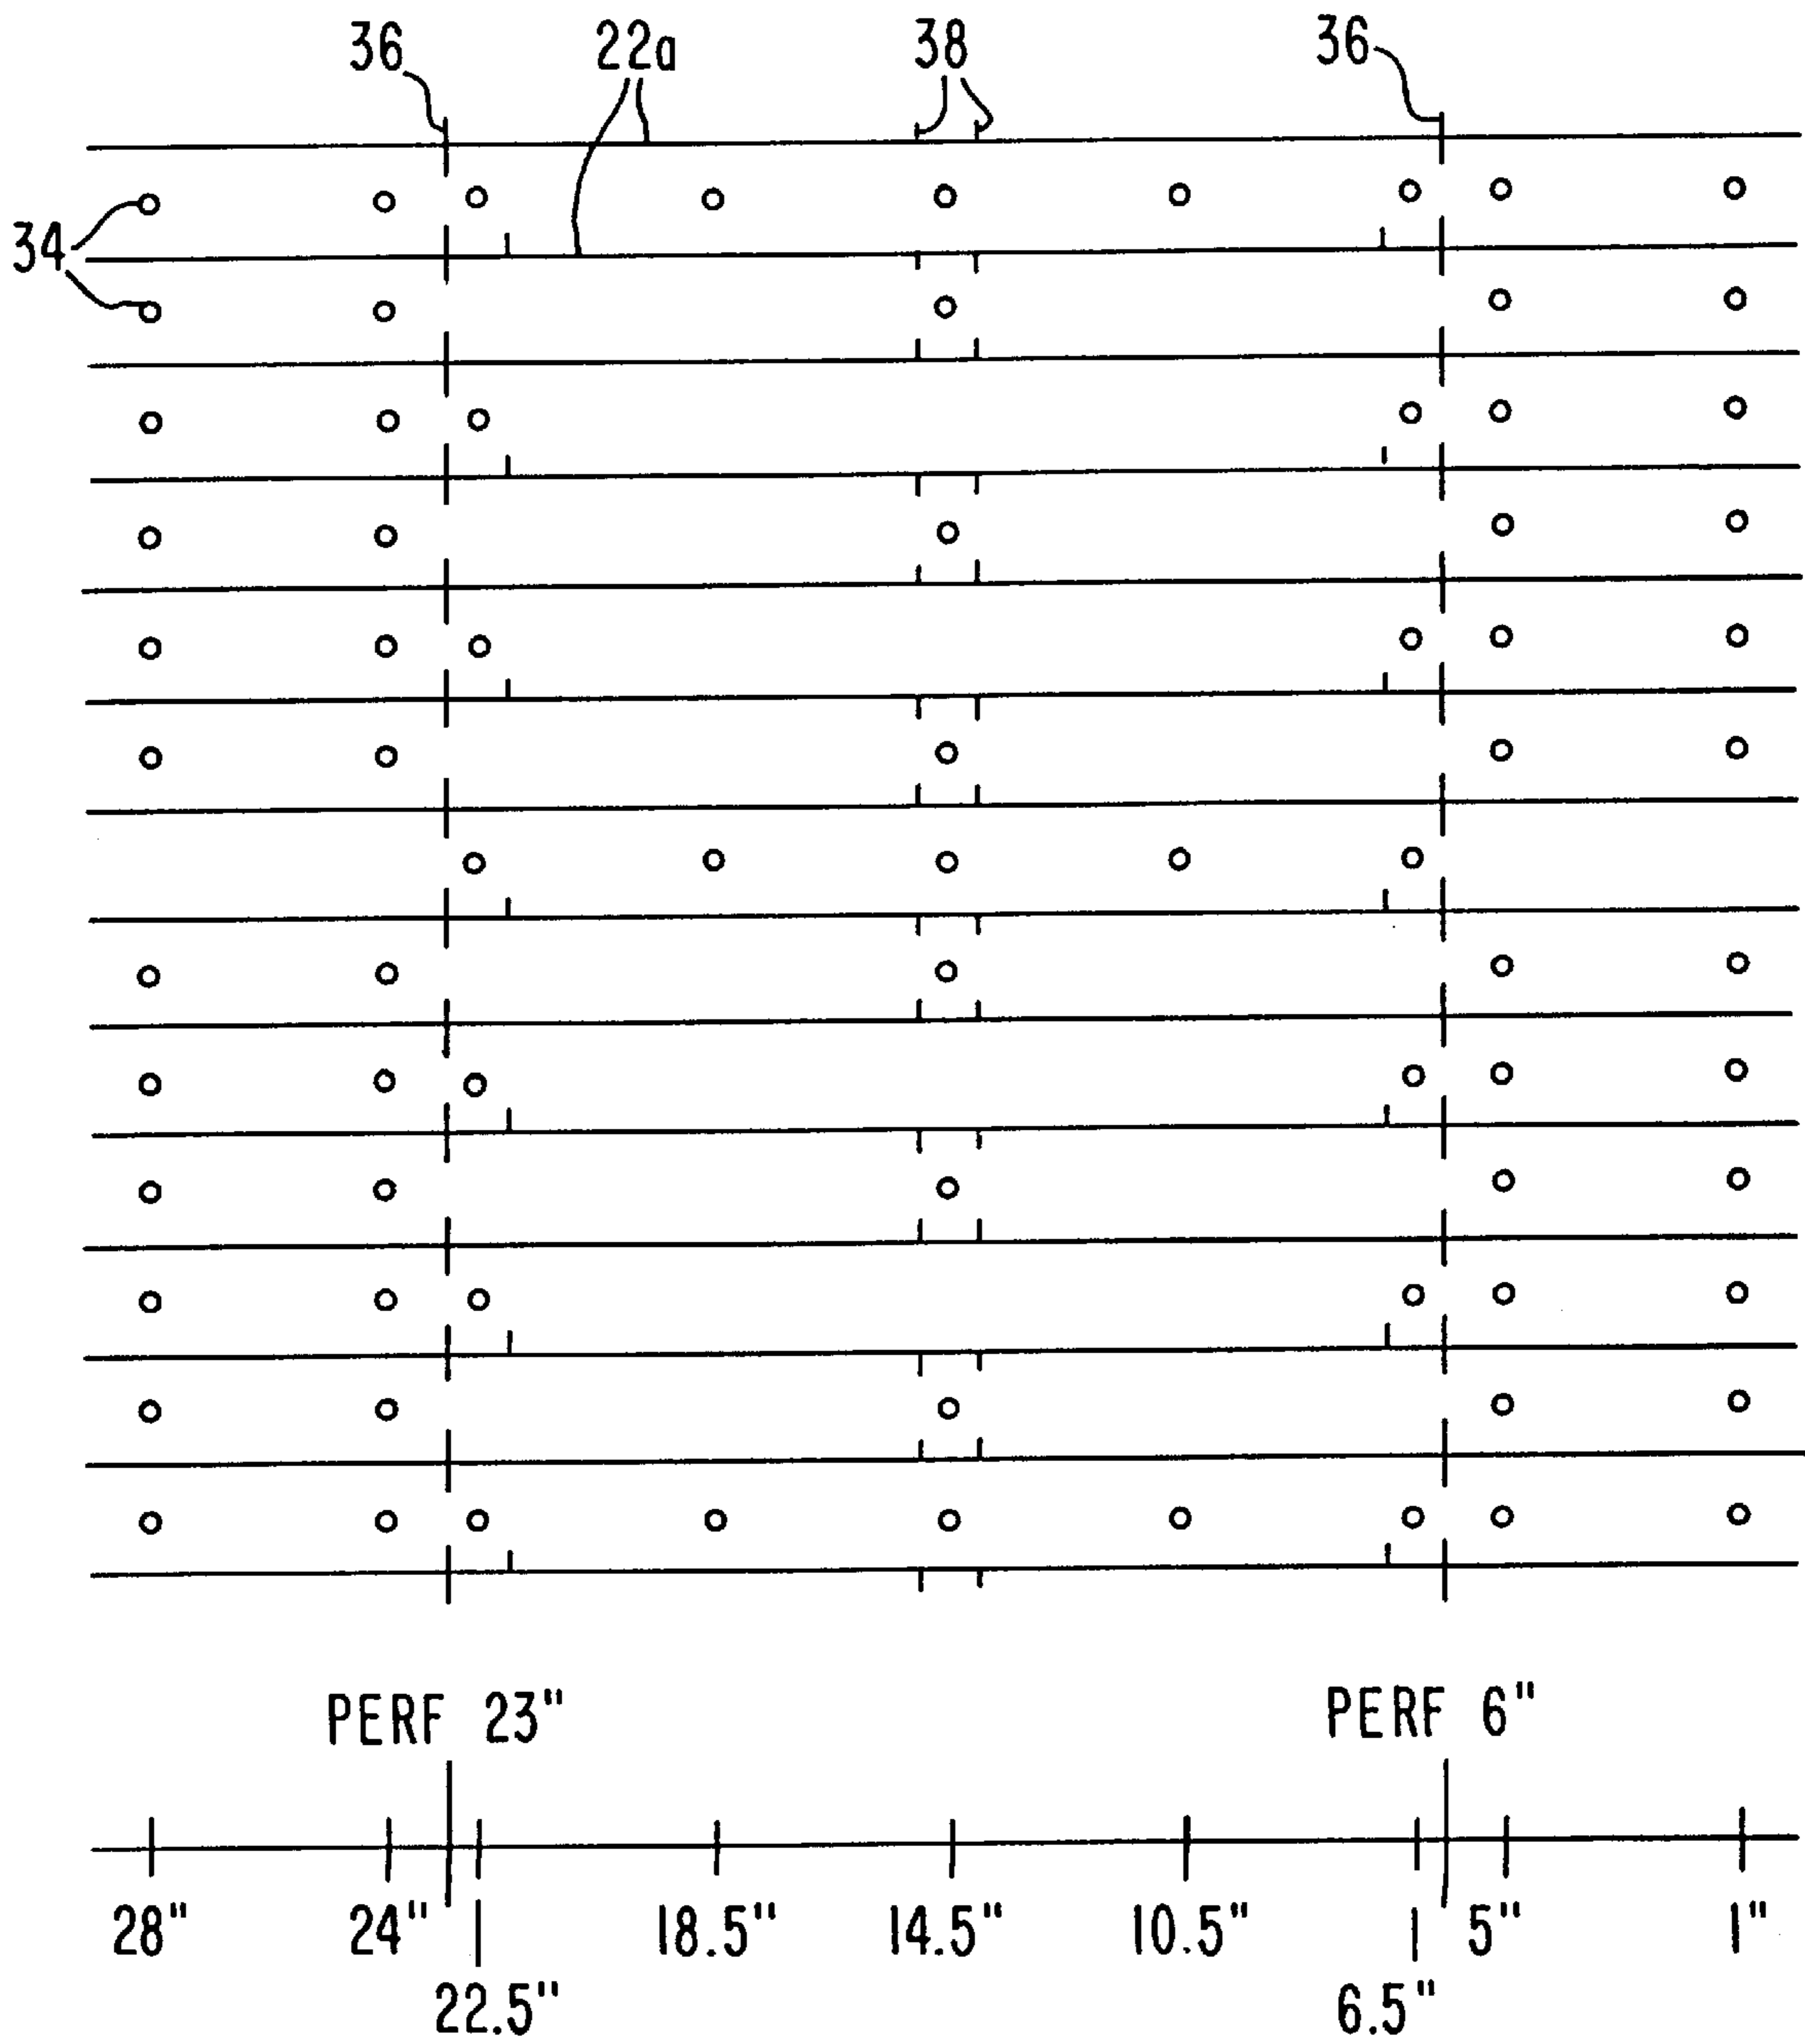 36 22a 38 36
34
PERF 23" PERF 6"
28" 24" 18.5" 14.5" 10.5" 5" 1"
22.5" 6.5"